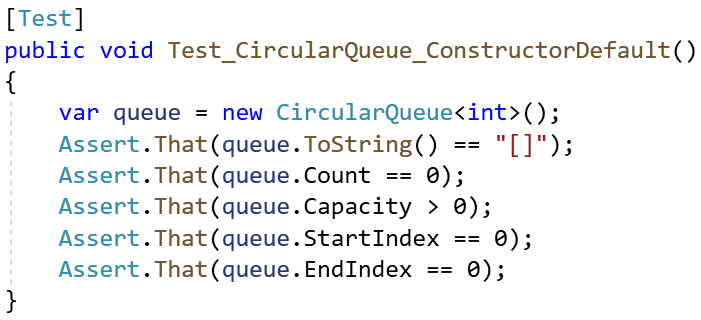 [Test]
public void Test_CircularQueue_ConstructorDefault()
{
    var queue = new CircularQueue<int>();
    Assert.That(queue.ToString() == "[]");
    Assert.That(queue.Count == 0);
    Assert.That(queue.Capacity > 0);
    Assert.That(queue.StartIndex == 0);
    Assert.That(queue.EndIndex == 0);
}